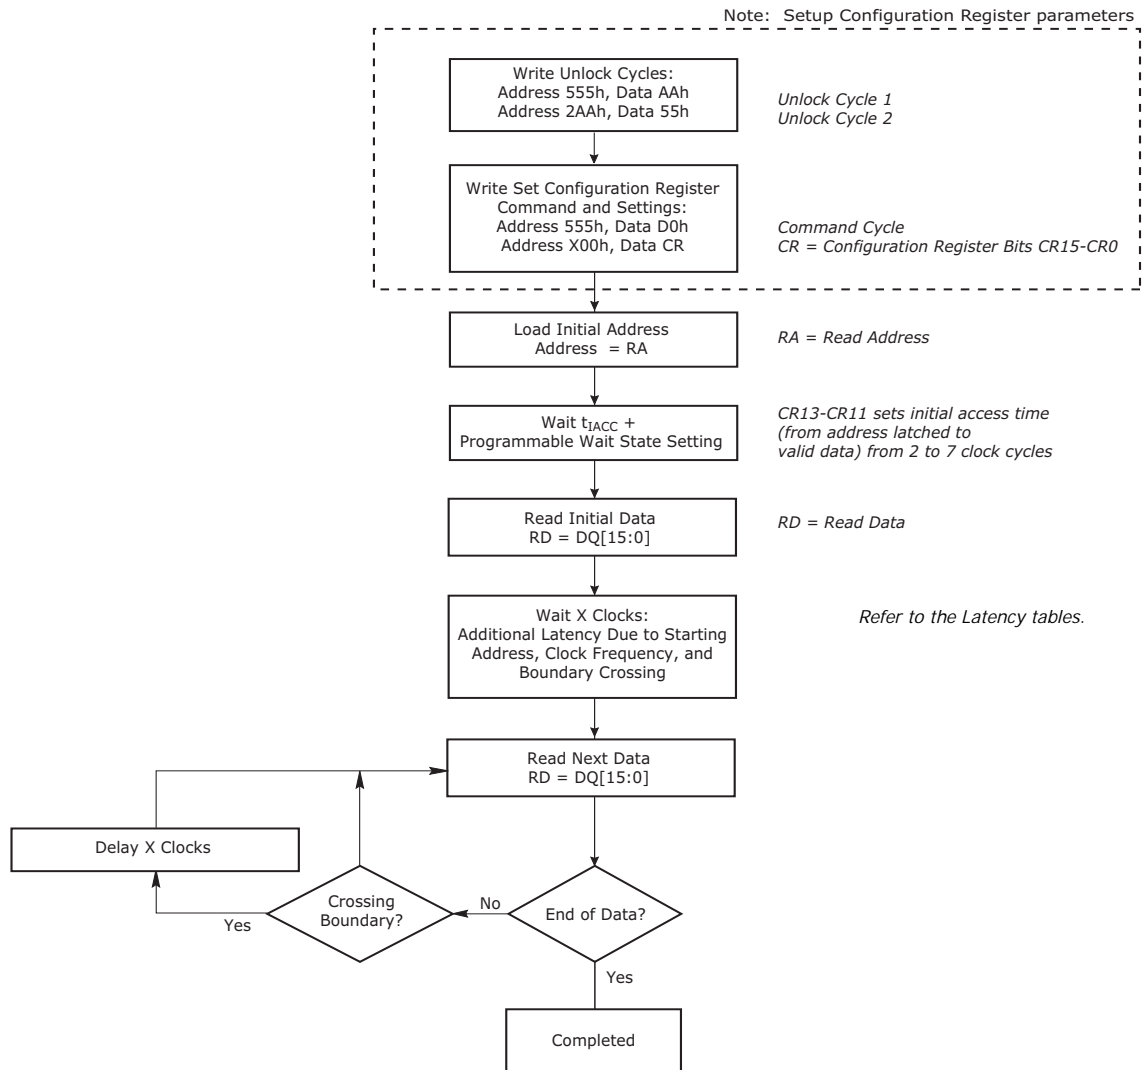 Note: Setup Configuration Register parameters
Write Unlock Cycles:
Address 555h, Data AAh
Address 2AAh, Data 55h
Unlock Cycle 1
Unlock Cycle 2
Write Set Configuration Register
Command and Settings:
Address 555h, Data D0h
Address X00h, Data CR
Command Cycle
CR = Configuration Register Bits CR15-CR0
Load Initial Address
Address = RA
RA = Read Address
Wait tIACC +
Programmable Wait State Setting
CR13-CR11 sets initial access time
(from address latched to
valid data) from 2 to 7 clock cycles
Read Initial Data
RD = DQ[15:0]
RD = Read Data
Wait X Clocks:
Additional Latency Due to Starting
Address, Clock Frequency, and
Boundary Crossing
Refer to the Latency tables.
Read Next Data
RD = DQ[15:0]
Delay X Clocks
Crossing
Boundary?
Yes
No
End of Data?
Yes
Completed